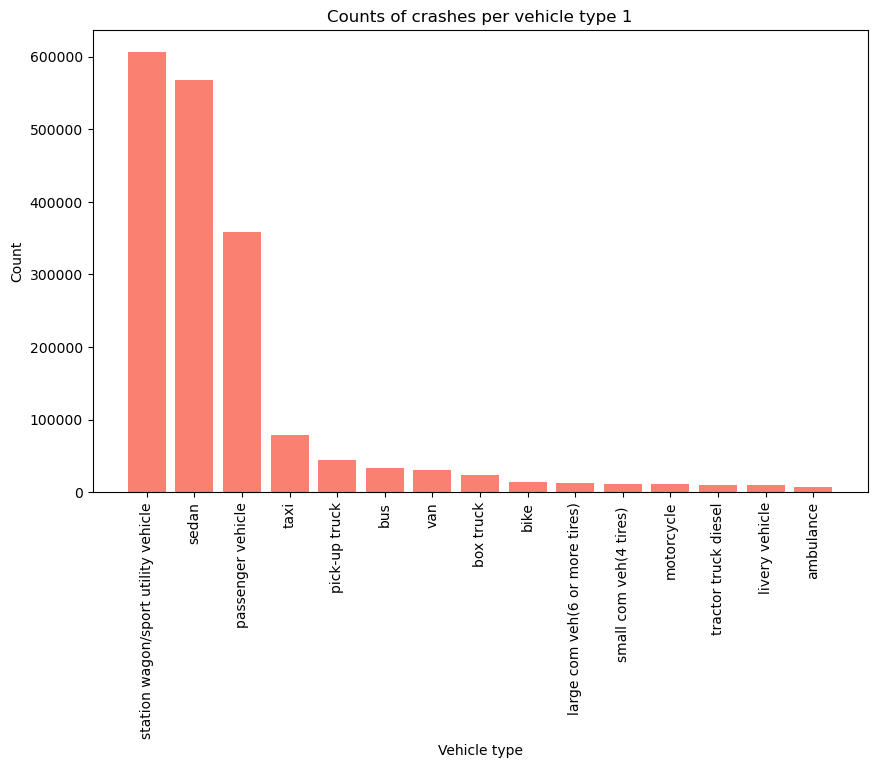 Counts of crashes per vehicle type 1
Count
600000
500000
400000
300000
200000
100000
0
station wagon/sport utility vehicle
sedan
passenger vehicle
taxi
pick-up truck
bus
van
box truck
bike
large com veh(6 or more tires)
small com veh(4 tires)
motorcycle
tractor truck diesel
livery vehicle
ambulance
Vehicle type